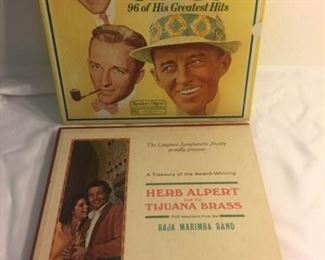 96 of His Greatest Hits
Reader's Digest
The Longines Symphonette Society
proudly presents
A Treasury of the Award-Winning
HERB ALPERT
and the
TIJUANA BRASS
PLUS selections from the
BAJA MARIMBA BAND